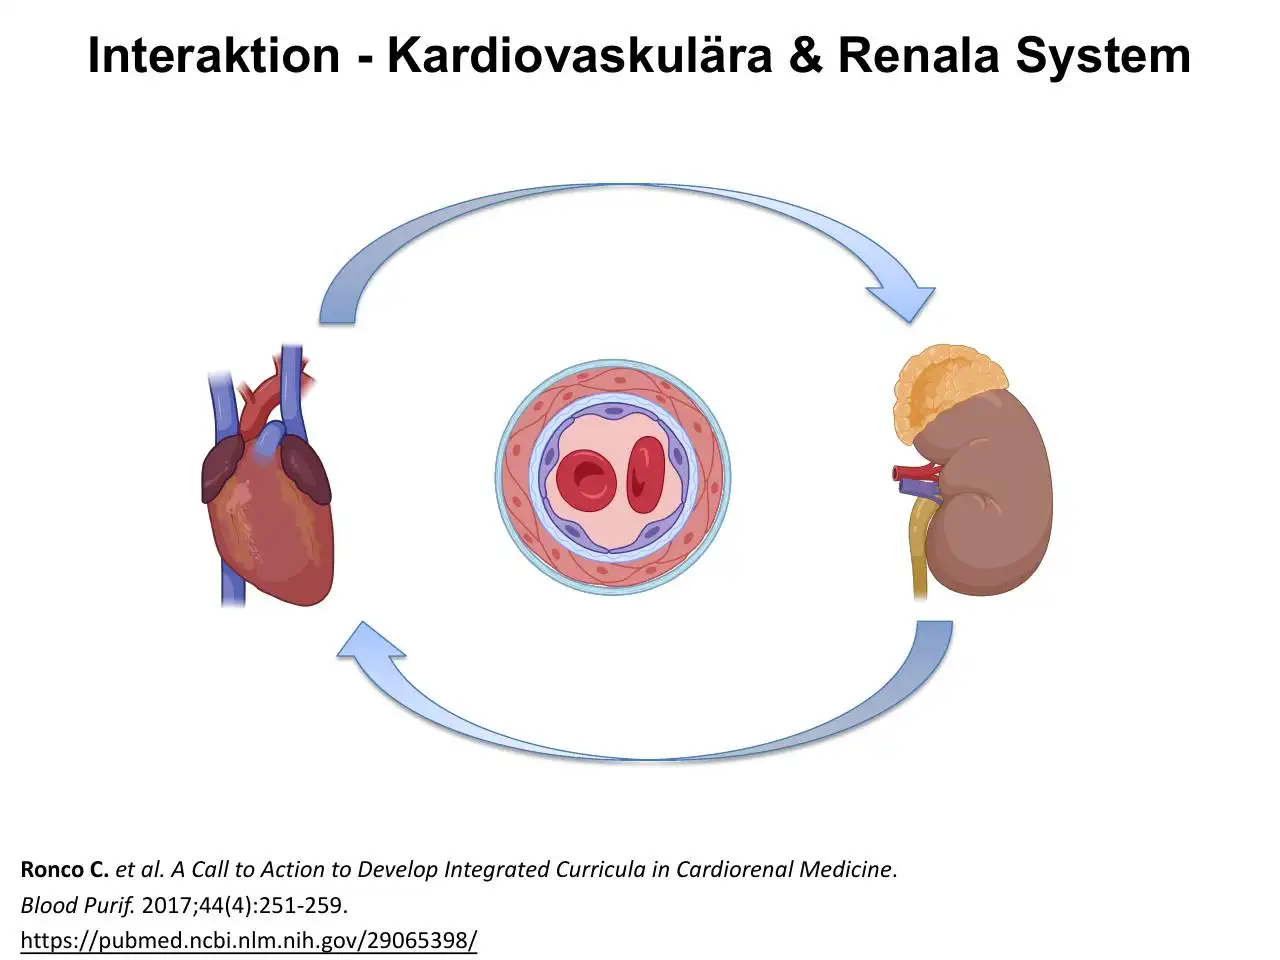 Interaktion - Kardiovaskulära & Renala System
Ronco C. et al. A Call to Action to Develop Integrated Curricula in Cardiorenal Medicine.
Blood Purif. 2017;44(4):251-259.
https://pubmed.ncbi.nlm.nih.gov/29065398/